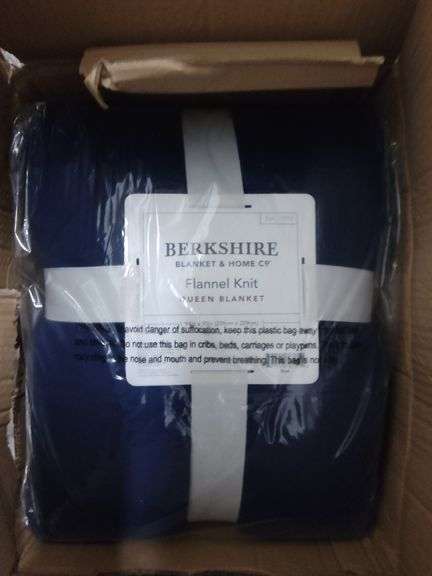 BERKSHIRE
BLANKET & HOME CO
Flannel Knit
QUEEN BLANKET
avoid danger of suffocation, keep this plastic bag away
do not use this bag in cribs, beds, carriages or playpens.
the nose and mouth and prevent breathing. This bag is not